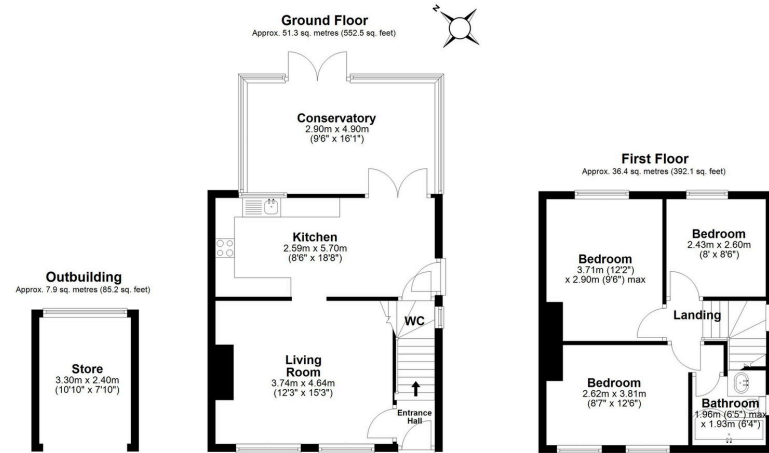 Ground Floor
Approx. 51.3 sq. metres (552.5 sq. feet)
N
Conservatory
2.90m x 4.90m
(9'6" x 16'1")
Kitchen
2.59m x 5.70m
(8'6" x 18'8")
WC
Living
Room
3.74m x 4.64m
(12'3" x 15'3")
Entrance
Hall
Outbuilding
Approx. 7.9 sq. metres (85.2 sq. feet)
Store
3.30m x 2.40m
(10'10" x 7'10")
First Floor
Approx. 36.4 sq. metres (392.1 sq. feet)
Bedroom
3.71m (12'2")
x 2.90m (9'6") max
Bedroom
2.43m x 2.60m
(8' x 8'6")
Landing
Bedroom
2.62m x 3.81m
(8'7" x 12'6")
Bathroom
1.96m (6'5") max
x 1.93m (6'4")